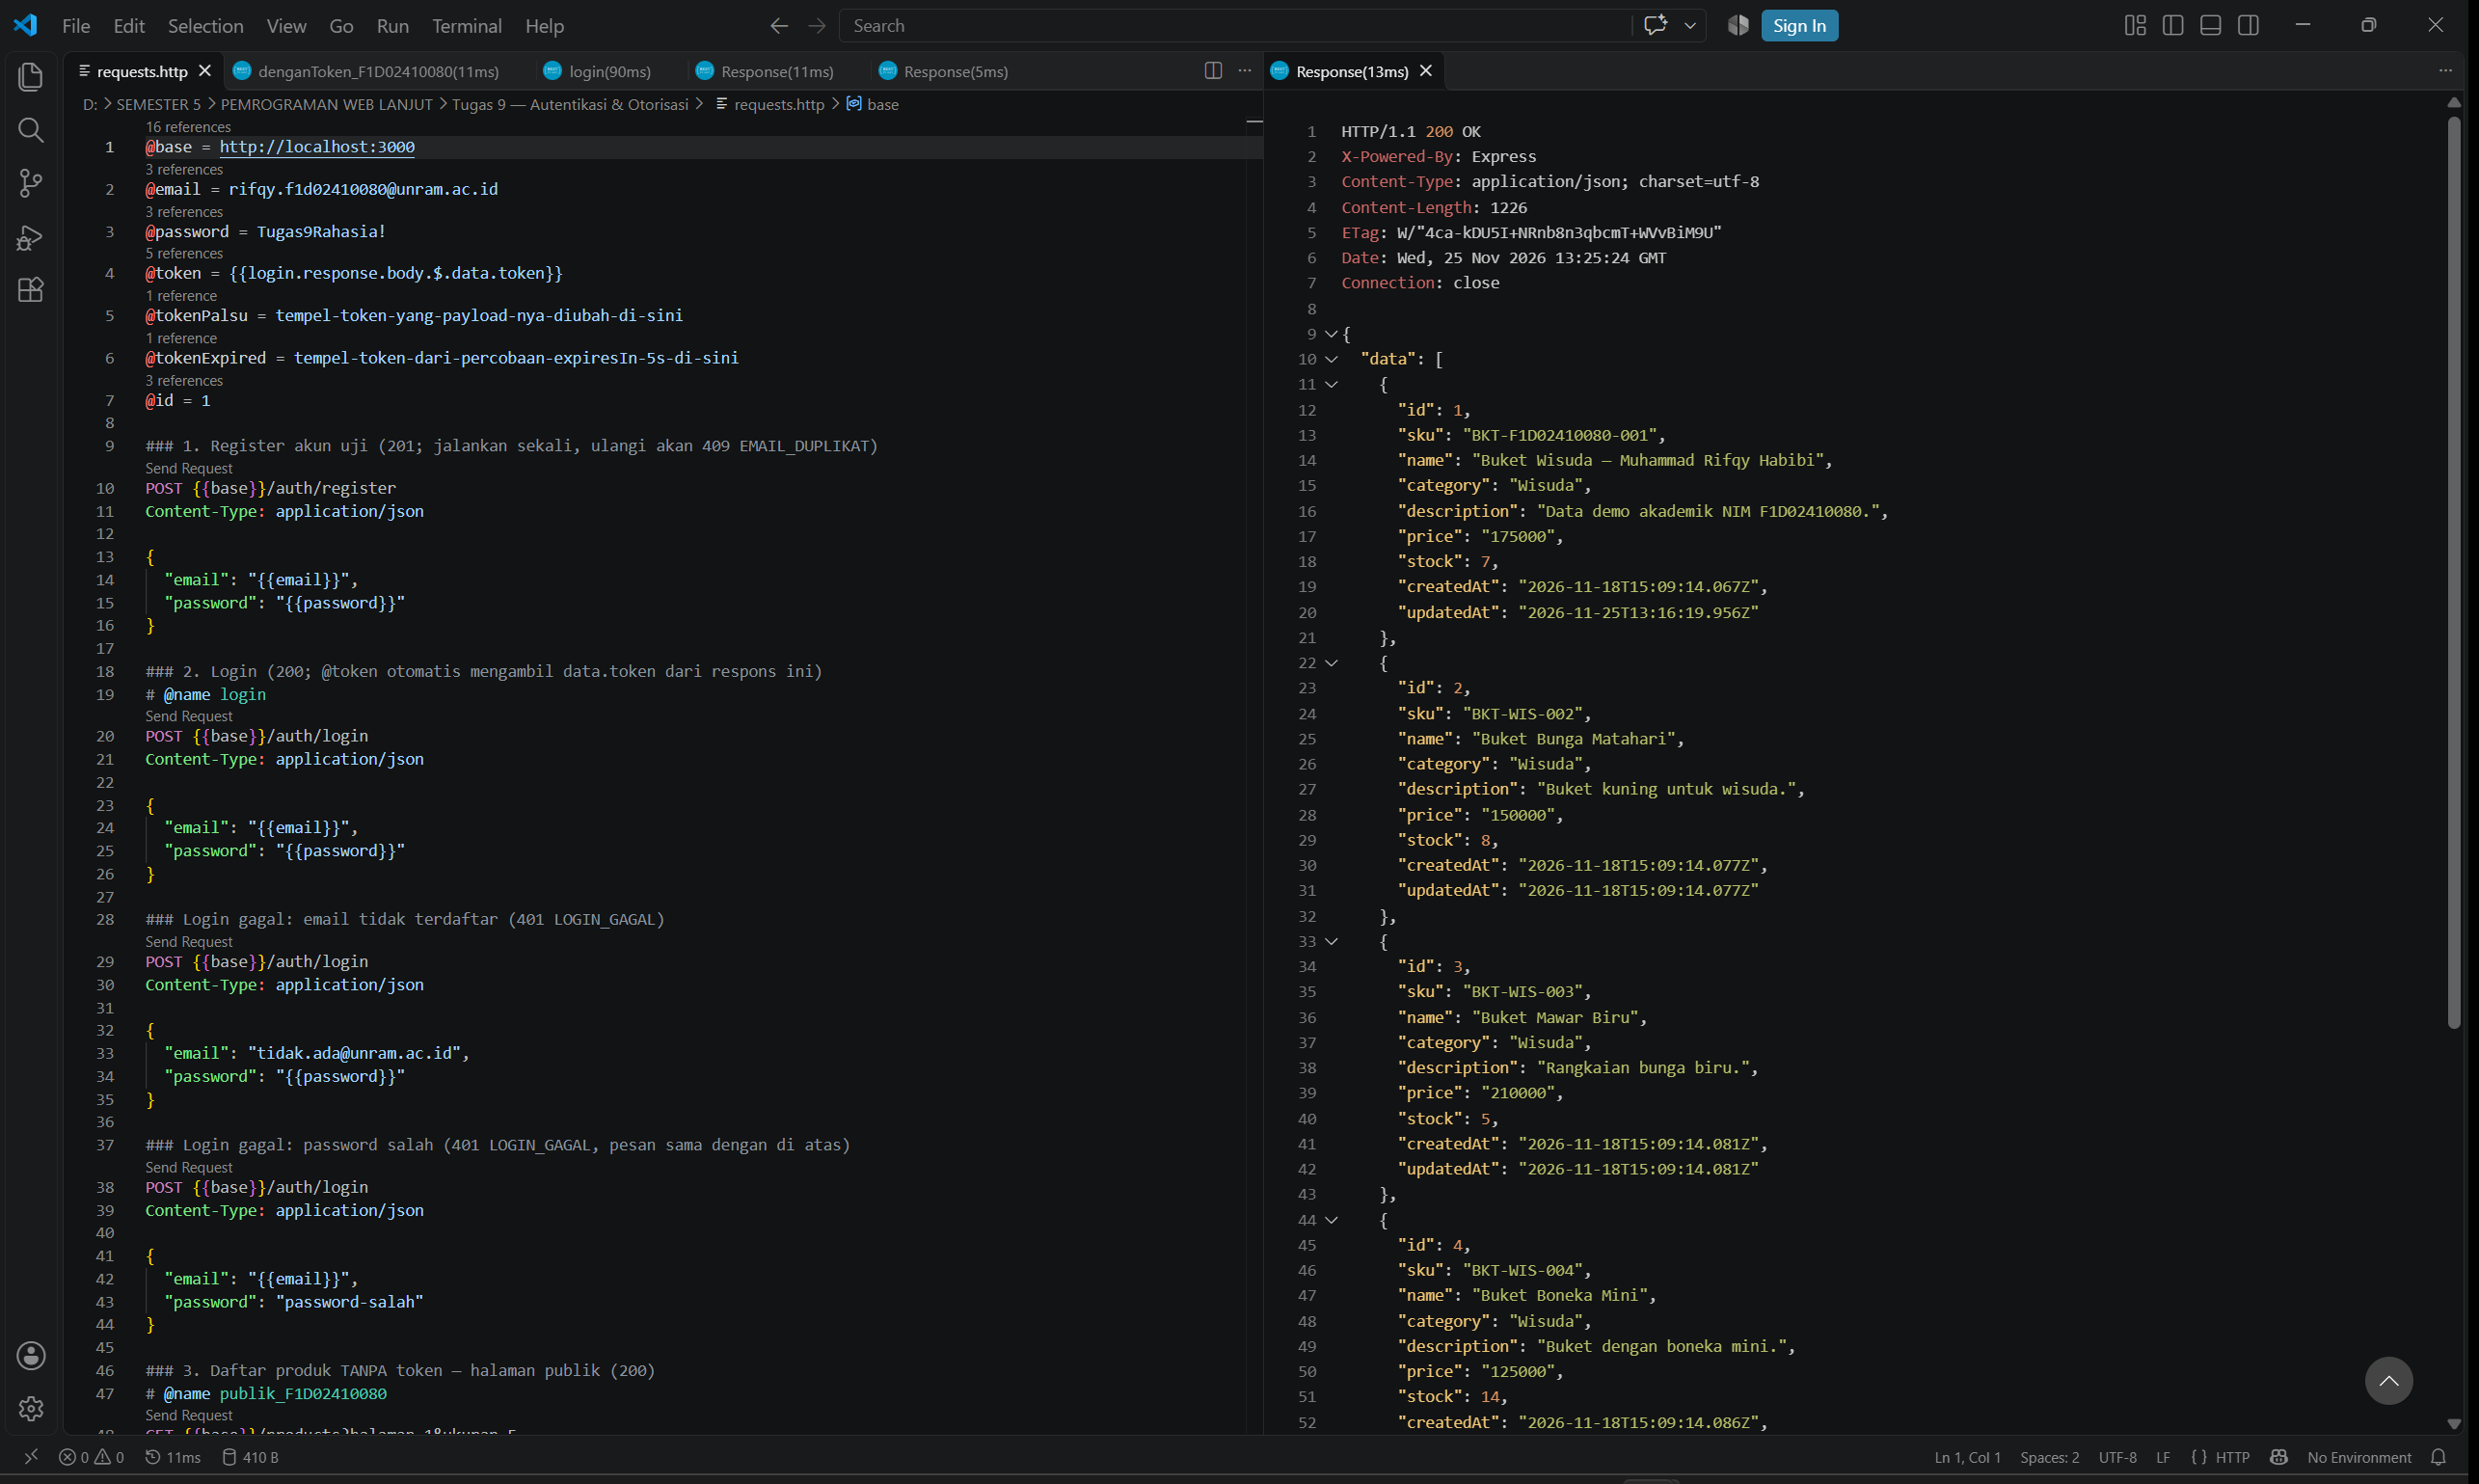 File Edit Selection View Go Run Terminal Help
Search
Sign In
requests.http
denganToken_F1D02410080(11ms)
login(90ms)
Response(11ms)
Response(5ms)
D: > SEMESTER 5 > PEMROGRAMAN WEB LANJUT > Tugas 9 — Autentikasi & Otorisasi > requests.http > base
16 references
1 @base = http://localhost:3000
3 references
2 @email = rifqy.f1d02410080@unram.ac.id
3 references
3 @password = Tugas9Rahasia!
5 references
4 @token = {{login.response.body.$.data.token}}
1 reference
5 @tokenPalsu = tempel-token-yang-payload-nya-diubah-di-sini
1 reference
6 @tokenExpired = tempel-token-dari-percobaan-expiresIn-5s-di-sini
3 references
7 @id = 1
8
9 ### 1. Register akun uji (201; jalankan sekali, ulangi akan 409 EMAIL_DUPLIKAT)
Send Request
10 POST {{base}}/auth/register
11 Content-Type: application/json
12
13 {
14 "email": "{{email}}",
15 "password": "{{password}}"
16 }
17
18 ### 2. Login (200; @token otomatis mengambil data.token dari respons ini)
19 # @name login
Send Request
20 POST {{base}}/auth/login
21 Content-Type: application/json
22
23 {
24 "email": "{{email}}",
25 "password": "{{password}}"
26 }
27
28 ### Login gagal: email tidak terdaftar (401 LOGIN_GAGAL)
Send Request
29 POST {{base}}/auth/login
30 Content-Type: application/json
31
32 {
33 "email": "tidak.ada@unram.ac.id",
34 "password": "{{password}}"
35 }
36
37 ### Login gagal: password salah (401 LOGIN_GAGAL, pesan sama dengan di atas)
Send Request
38 POST {{base}}/auth/login
39 Content-Type: application/json
40
41 {
42 "email": "{{email}}",
43 "password": "password-salah"
44 }
45
46 ### 3. Daftar produk TANPA token — halaman publik (200)
47 # @name publik_F1D02410080
Send Request
Response(13ms)
1 HTTP/1.1 200 OK
2 X-Powered-By: Express
3 Content-Type: application/json; charset=utf-8
4 Content-Length: 1226
5 ETag: W/"4ca-kDU5I+NRnb8n3qbcmT+WVvBiM9U"
6 Date: Wed, 25 Nov 2026 13:25:24 GMT
7 Connection: close
8
9 {
10 "data": [
11 {
12 "id": 1,
13 "sku": "BKT-F1D02410080-001",
14 "name": "Buket Wisuda — Muhammad Rifqy Habibi",
15 "category": "Wisuda",
16 "description": "Data demo akademik NIM F1D02410080.",
17 "price": "175000",
18 "stock": 7,
19 "createdAt": "2026-11-18T15:09:14.067Z",
20 "updatedAt": "2026-11-25T13:16:19.956Z"
21 },
22 {
23 "id": 2,
24 "sku": "BKT-WIS-002",
25 "name": "Buket Bunga Matahari",
26 "category": "Wisuda",
27 "description": "Buket kuning untuk wisuda.",
28 "price": "150000",
29 "stock": 8,
30 "createdAt": "2026-11-18T15:09:14.077Z",
31 "updatedAt": "2026-11-18T15:09:14.077Z"
32 },
33 {
34 "id": 3,
35 "sku": "BKT-WIS-003",
36 "name": "Buket Mawar Biru",
37 "category": "Wisuda",
38 "description": "Rangkaian bunga biru.",
39 "price": "210000",
40 "stock": 5,
41 "createdAt": "2026-11-18T15:09:14.081Z",
42 "updatedAt": "2026-11-18T15:09:14.081Z"
43 },
44 {
45 "id": 4,
46 "sku": "BKT-WIS-004",
47 "name": "Buket Boneka Mini",
48 "category": "Wisuda",
49 "description": "Buket dengan boneka mini.",
50 "price": "125000",
51 "stock": 14,
52 "createdAt": "2026-11-18T15:09:14.086Z",
0 0 11ms 410 B
Ln 1, Col 1 Spaces: 2 UTF-8 LF {} HTTP No Environment